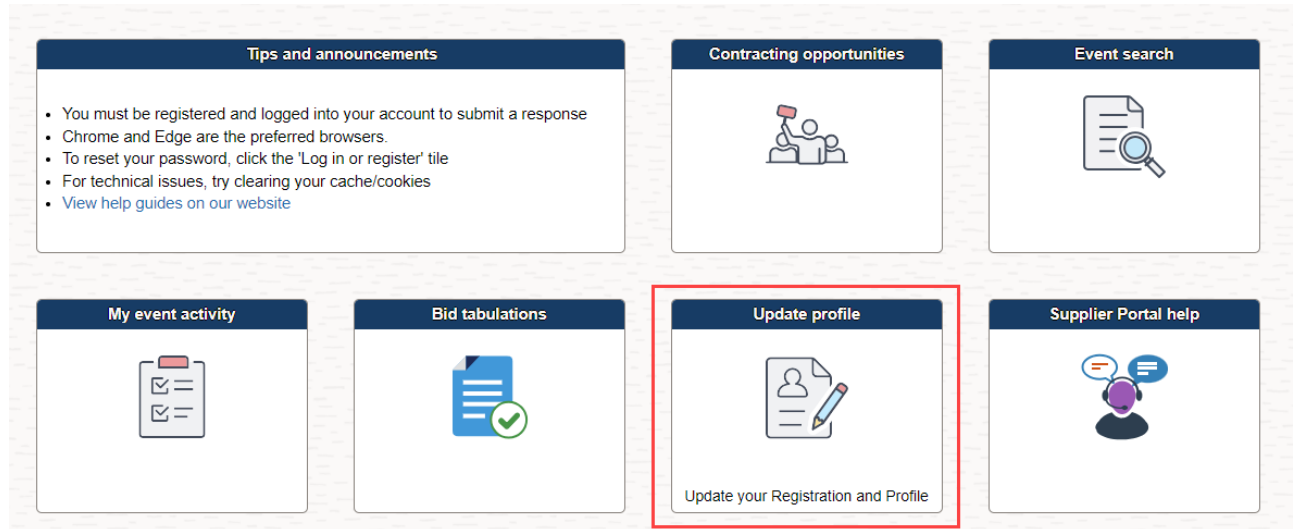 Tips and announcements
• You must be registered and logged into your account to submit a response
• Chrome and Edge are the preferred browsers.
• To reset your password, click the 'Log in or register' tile
• For technical issues, try clearing your cache/cookies
• View help guides on our website
Contracting opportunities
Event search
My event activity
Bid tabulations
Update profile
Update your Registration and Profile
Supplier Portal help